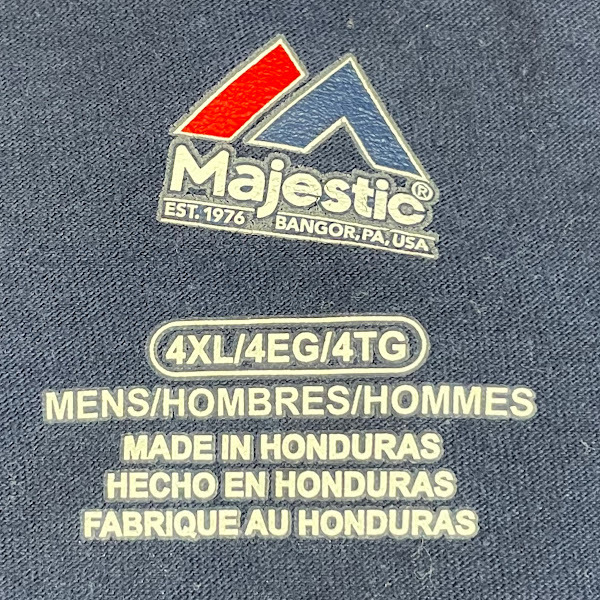 Majestic®
EST. 1976 BANGOR, PA, USA
4XL/4EG/4TG
MENS/HOMBRES/HOMMES
MADE IN HONDURAS
HECHO EN HONDURAS
FABRIQUE AU HONDURAS